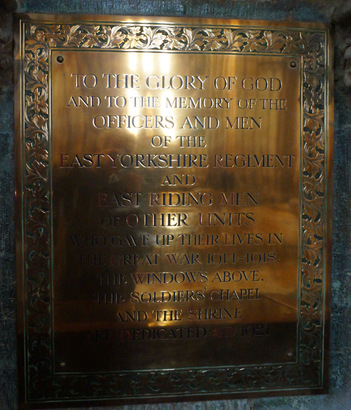 TO THE GLORY OF GOD
AND TO THE MEMORY OF THE
OFFICERS AND MEN
OF THE
EAST YORKSHIRE REGIMENT
AND
EAST RIDING MEN
OF OTHER UNITS
WHO GAVE UP THEIR LIVES IN
THE GREAT WAR 1914-1918.
THE WINDOWS ABOVE,
THE SOLDIERS' CHAPEL
AND THE SHRINE
DEDICATED